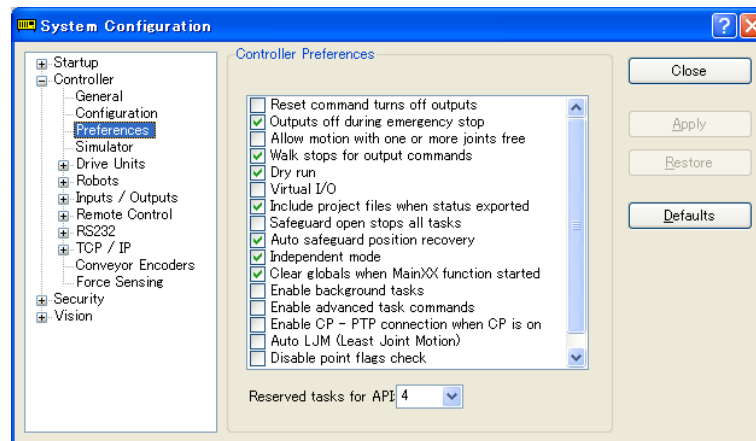 System Configuration
Startup
Controller
General
Configuration
Preferences
Simulator
Drive Units
Robots
Inputs / Outputs
Remote Control
RS232
TCP / IP
Conveyor Encoders
Force Sensing
Security
Vision
Controller Preferences
Reset command turns off outputs
Outputs off during emergency stop
Allow motion with one or more joints free
Walk stops for output commands
Dry run
Virtual I/O
Include project files when status exported
Safeguard open stops all tasks
Auto safeguard position recovery
Independent mode
Clear globals when MainXX function started
Enable background tasks
Enable advanced task commands
Enable CP - PTP connection when CP is on
Auto LJM (Least Joint Motion)
Disable point flags check
Reserved tasks for API: 4
Close
Apply
Restore
Defaults